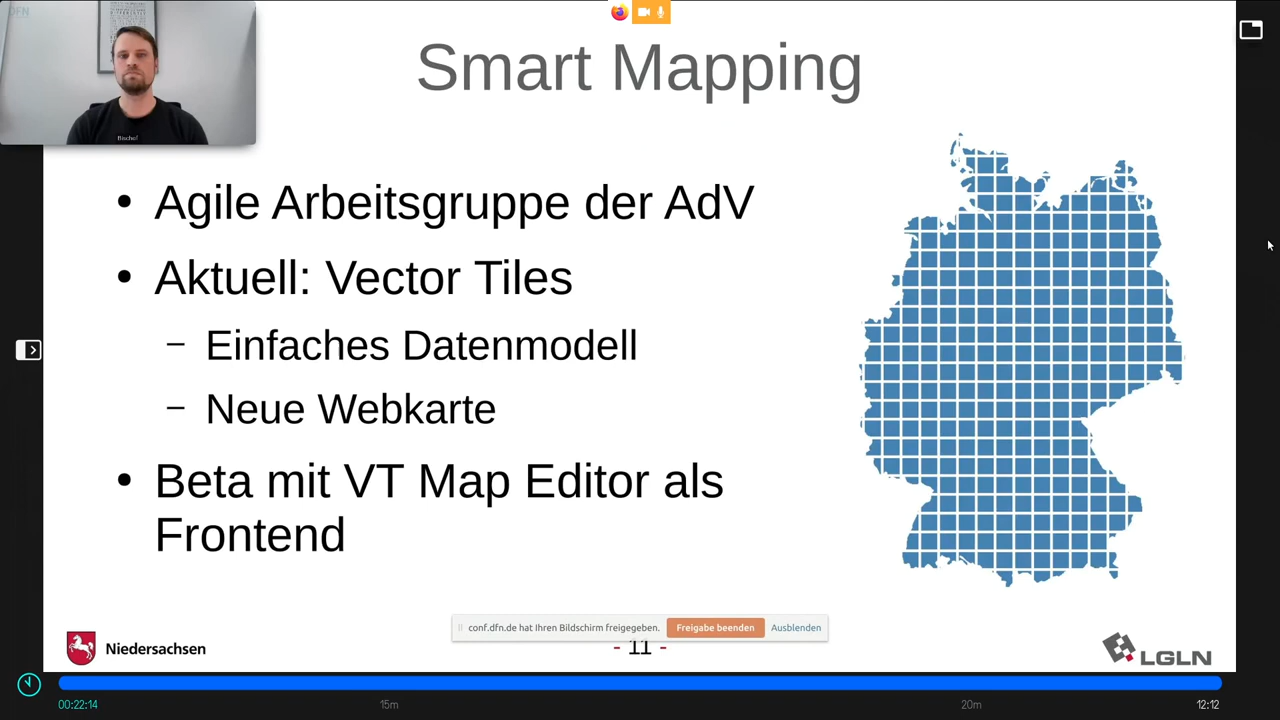 DFN
Smart Mapping
• Agile Arbeitsgruppe der AdV
• Aktuell: Vector Tiles
– Einfaches Datenmodell
– Neue Webkarte
• Beta mit VT Map Editor als
Frontend
conf.dfn.de hat Ihren Bildschirm freigegeben. Freigabe beenden Ausblenden
Niedersachsen
- 11 -
LGLN
00:22:14 15m 20m 12:12